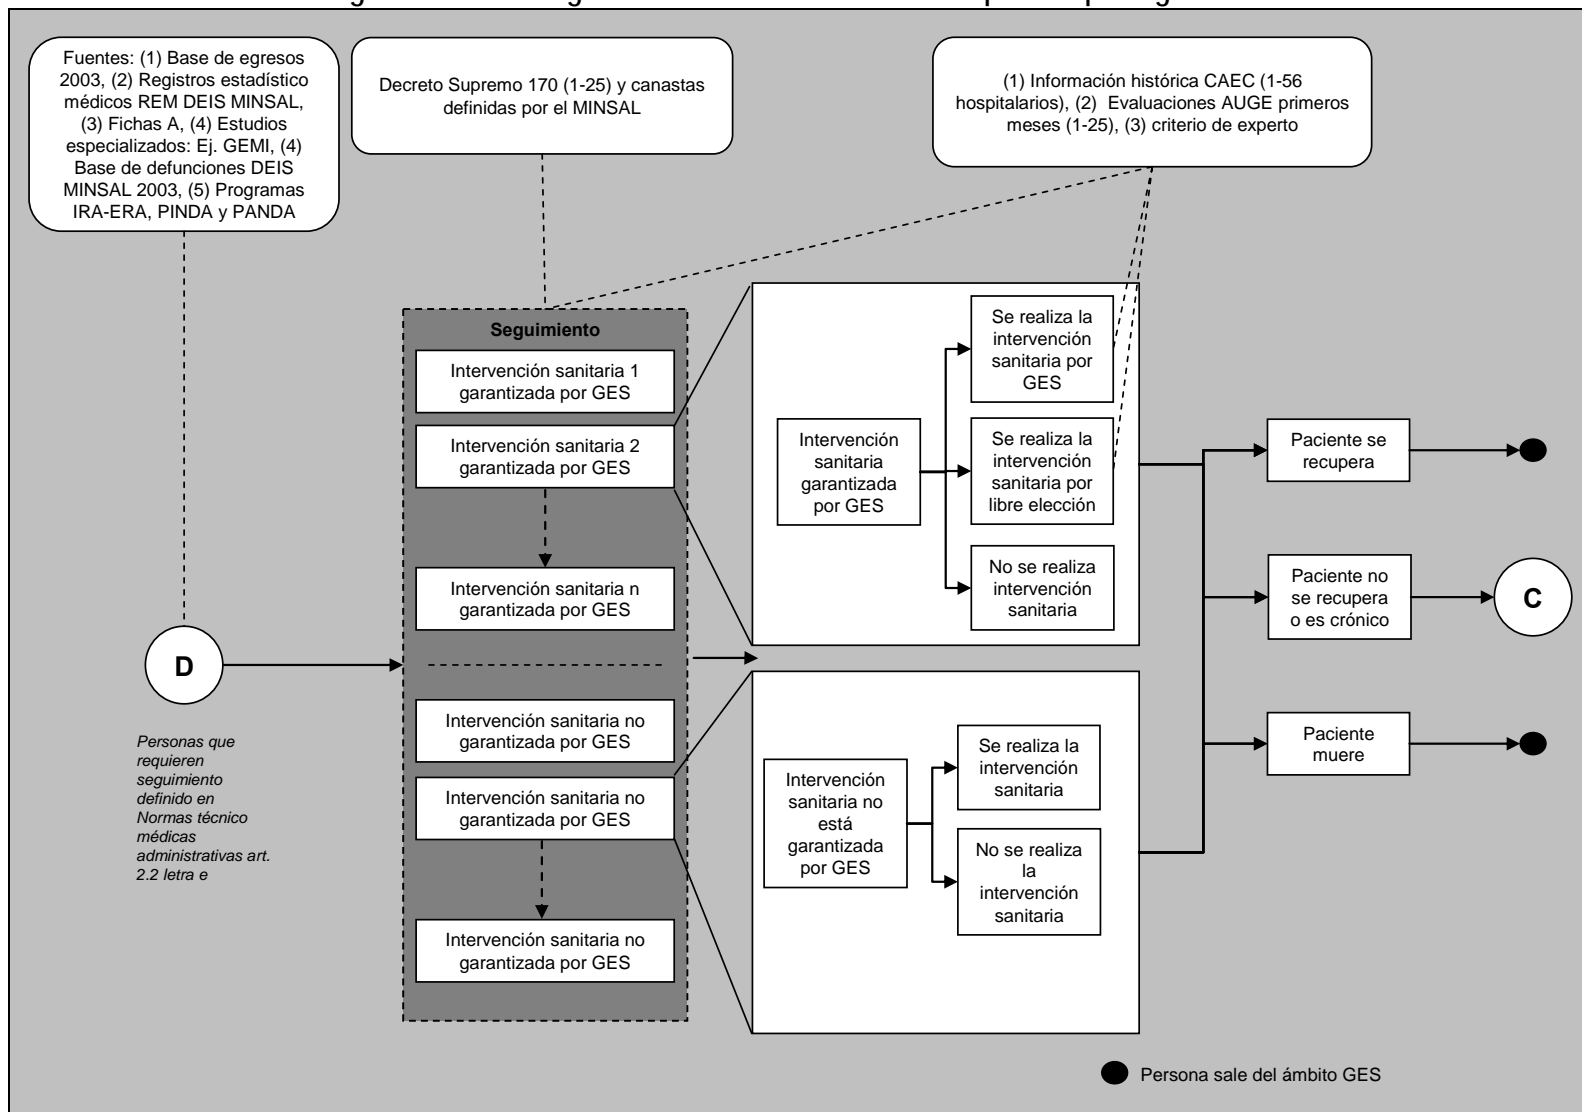 Fuentes: (1) Base de egresos
2003, (2) Registros estadístico
médicos REM DEIS MINSAL,
(3) Fichas A, (4) Estudios
especializados: Ej. GEMI, (4)
Base de defunciones DEIS
MINSAL 2003, (5) Programas
IRA-ERA, PINDA y PANDA
Decreto Supremo 170 (1-25) y canastas
definidas por el MINSAL
(1) Información histórica CAEC (1-56
hospitalarios), (2) Evaluaciones AUGE primeros
meses (1-25), (3) criterio de experto
Seguimiento
Intervención sanitaria 1
garantizada por GES
Intervención sanitaria 2
garantizada por GES
Intervención sanitaria n
garantizada por GES
Intervención sanitaria no
garantizada por GES
Intervención sanitaria no
garantizada por GES
Intervención sanitaria no
garantizada por GES
D
Personas que
requieren
seguimiento
definido en
Normas técnico
médicas
administrativas art.
2.2 letra e
Intervención
sanitaria
garantizada
por GES
Se realiza la
intervención
sanitaria por
GES
Se realiza la
intervención
sanitaria por
libre elección
No se realiza
intervención
sanitaria
Intervención
sanitaria no
está
garantizada
por GES
Se realiza la
intervención
sanitaria
No se realiza
la
intervención
sanitaria
Paciente se
recupera
Paciente no
se recupera
o es crónico
C
Paciente
muere
Persona sale del ámbito GES